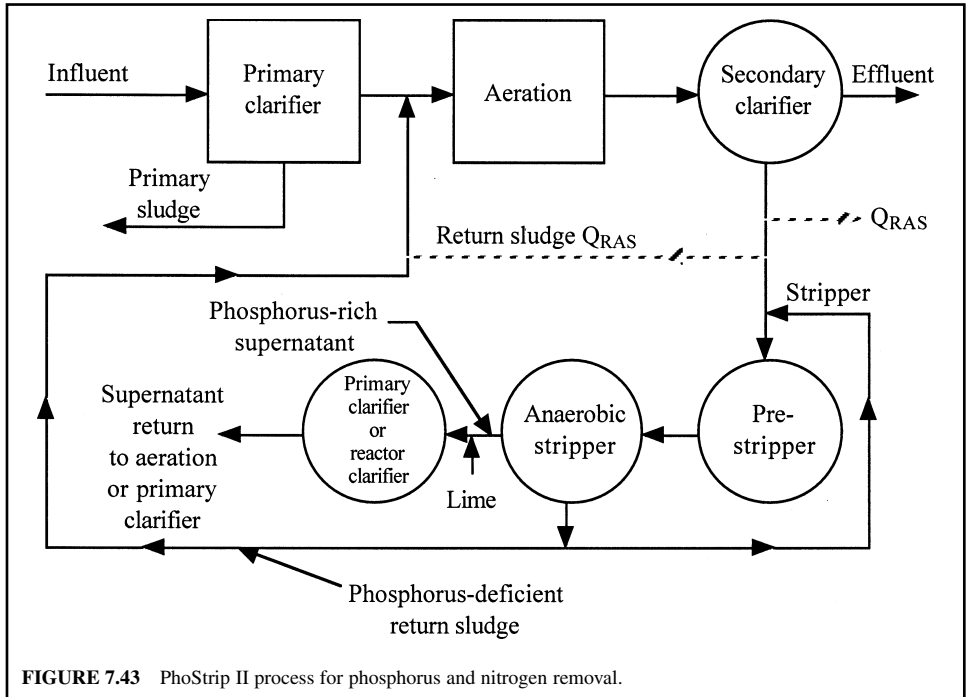 Influent
Primary
clarifier
Aeration
Secondary
clarifier
Effluent
Primary
sludge
Q_RAS
Return sludge Q_RAS
Stripper
Phosphorus-rich
supernatant
Supernatant
return
to aeration
or primary
clarifier
Primary
clarifier
or
reactor
clarifier
Anaerobic
stripper
Pre-
stripper
Lime
Phosphorus-deficient
return sludge
FIGURE 7.43 PhoStrip II process for phosphorus and nitrogen removal.